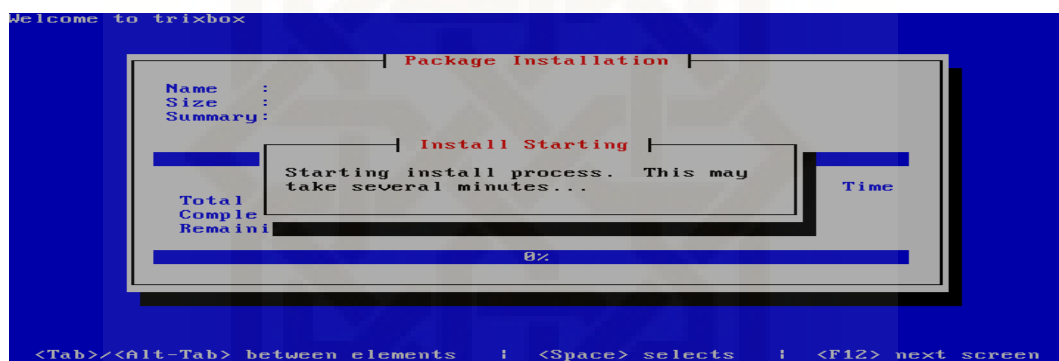 Welcome to trixbox
Package Installation
Name :
Size :
Summary:
Install Starting
Starting install process. This may
take several minutes...
Time
Total
Comple
Remaini
0%
<Tab>/<Alt-Tab> between elements | <Space> selects | <F12> next screen